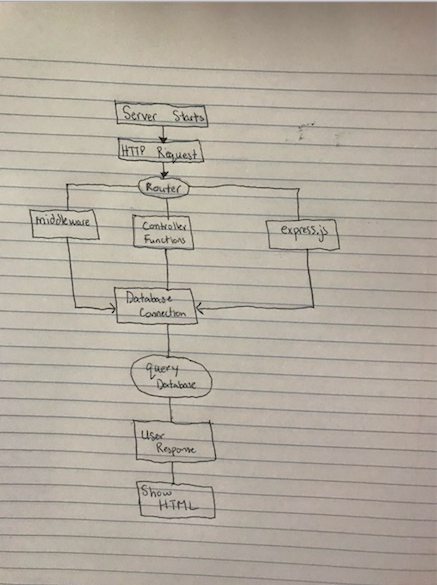 Server Starts
HTTP Request
Router
middleware
Controller
Functions
express.js
Database
Connection
query
Database
User
Response
Show
HTML